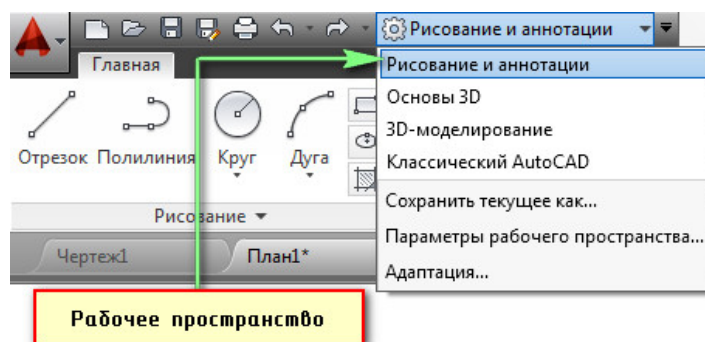 Рисование и аннотации
Главная
Рисование и аннотации
Основы 3D
3D-моделирование
Классический AutoCAD
Сохранить текущее как...
Параметры рабочего пространства...
Адаптация...
Отрезок Полилиния Круг Дуга
Рисование
Чертеж1 План1*
Рабочее пространство